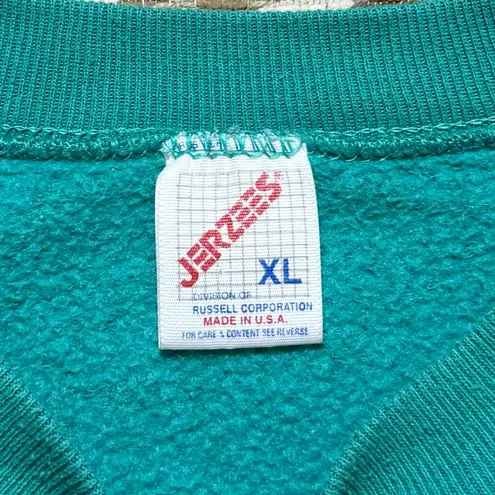 JERZEES
XL
DIVISION OF
RUSSELL CORPORATION
MADE IN U.S.A.
FOR CARE & CONTENT SEE REVERSE